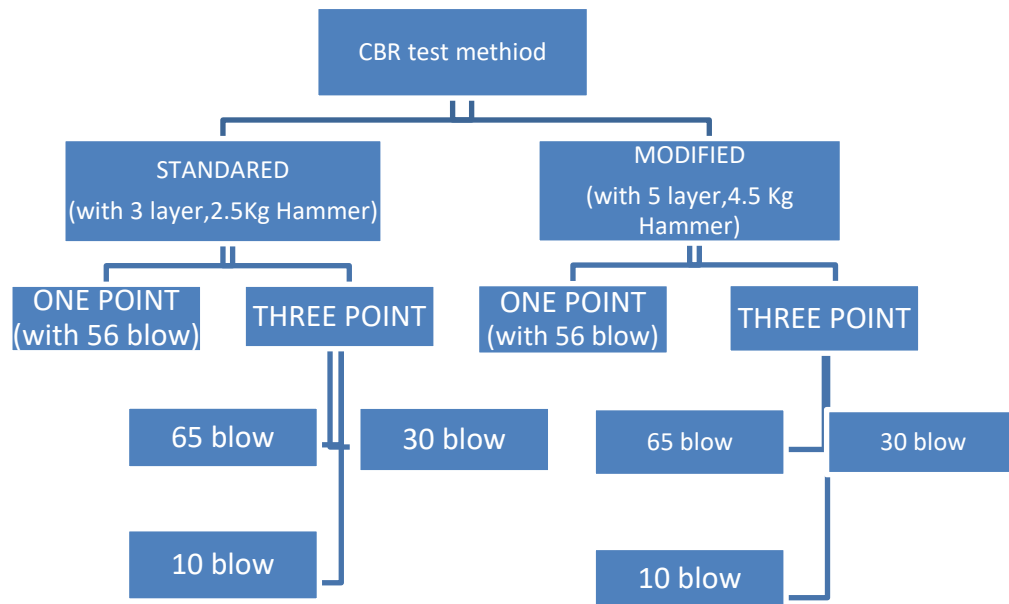 CBR test methiod
STANDARED
(with 3 layer,2.5Kg Hammer)
MODIFIED
(with 5 layer,4.5 Kg
Hammer)
ONE POINT
(with 56 blow)
THREE POINT
ONE POINT
(with 56 blow)
THREE POINT
65 blow
30 blow
65 blow
30 blow
10 blow
10 blow